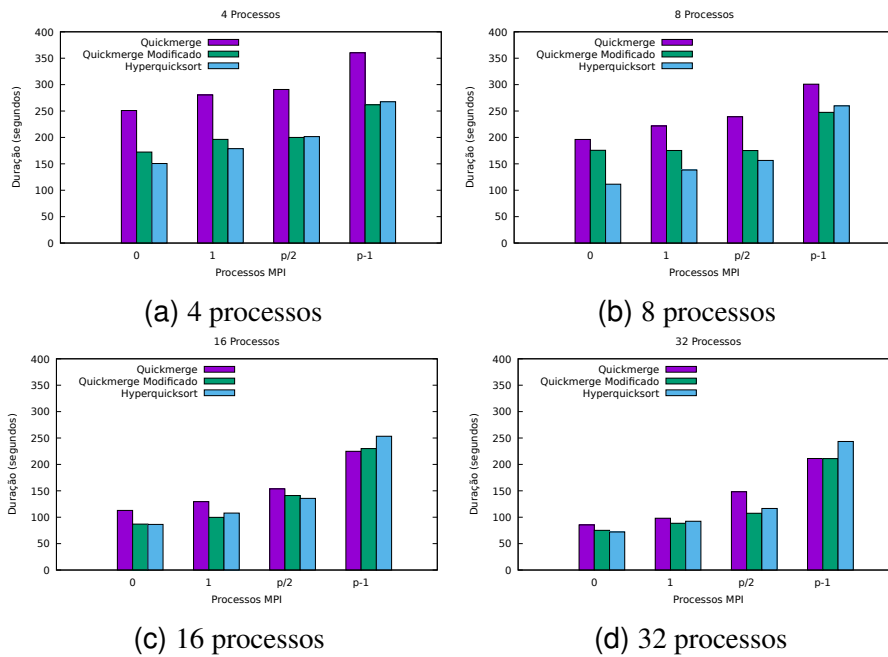 4 Processos
Duração (segundos)
400
350
300
250
200
150
100
50
0
Quickmerge
Quickmerge Modificado
Hyperquicksort
0 1 p/2 p-1
Processos MPI
(a) 4 processos
8 Processos
Duração (segundos)
400
350
300
250
200
150
100
50
0
Quickmerge
Quickmerge Modificado
Hyperquicksort
0 1 p/2 p-1
Processos MPI
(b) 8 processos
16 Processos
Duração (segundos)
400
350
300
250
200
150
100
50
0
Quickmerge
Quickmerge Modificado
Hyperquicksort
0 1 p/2 p-1
Processos MPI
(c) 16 processos
32 Processos
Duração (segundos)
400
350
300
250
200
150
100
50
0
Quickmerge
Quickmerge Modificado
Hyperquicksort
0 1 p/2 p-1
Processos MPI
(d) 32 processos